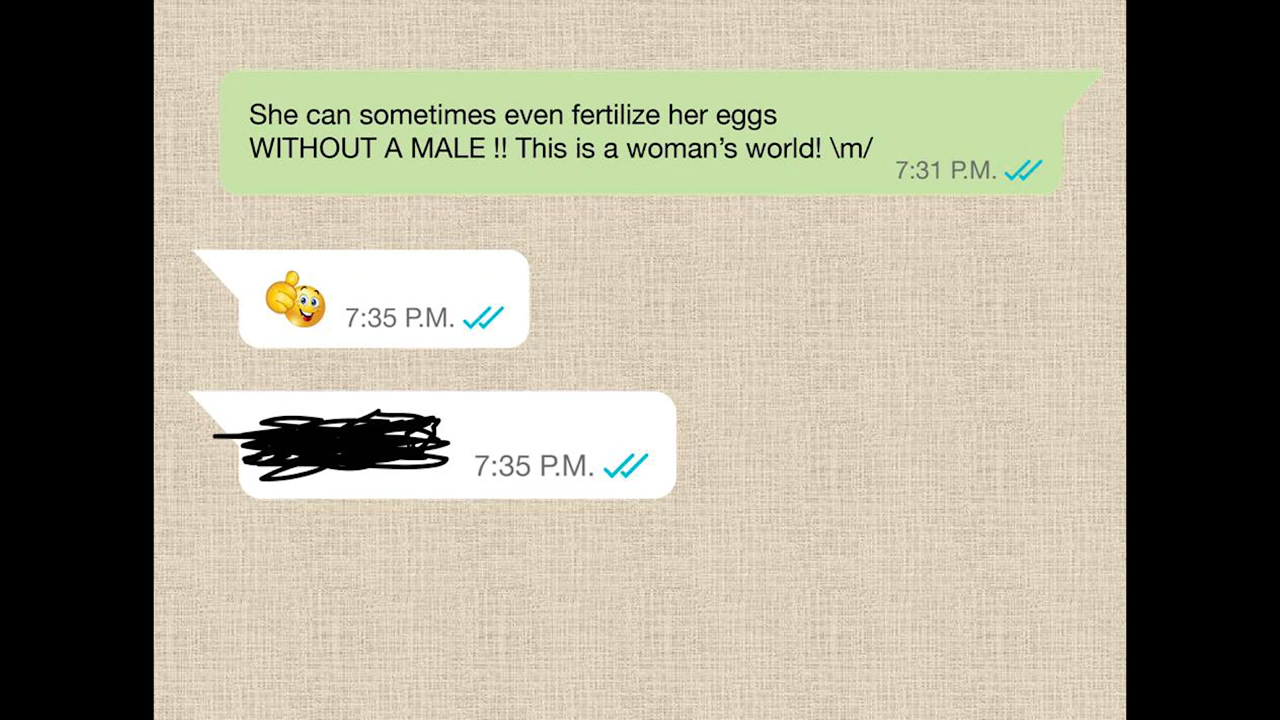 She can sometimes even fertilize her eggs
WITHOUT A MALE !! This is a woman’s world! \m/
7:31 P.M.
7:35 P.M.
7:35 P.M.